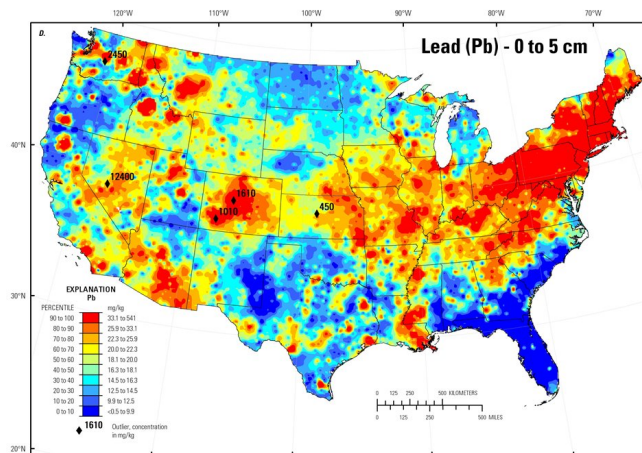 D.
120°W 110°W 100°W 90°W 80°W 70°W
Lead (Pb) - 0 to 5 cm
2450
40°N 40°N
12400
1610
1010
450
30°N 30°N
EXPLANATION
Pb
PERCENTILE mg/kg
90 to 100 33.1 to 541
80 to 90 25.9 to 33.1
70 to 80 22.3 to 25.9
60 to 70 20.0 to 22.3
50 to 60 18.1 to 20.0
40 to 50 16.3 to 18.1
30 to 40 14.5 to 16.3
20 to 30 12.5 to 14.5
10 to 20 9.9 to 12.5
0 to 10 <0.5 to 9.9
1610 Outlier, concentration
in mg/kg
0 125 250 500 KILOMETERS
0 125 250 500 MILES
20°N 20°N